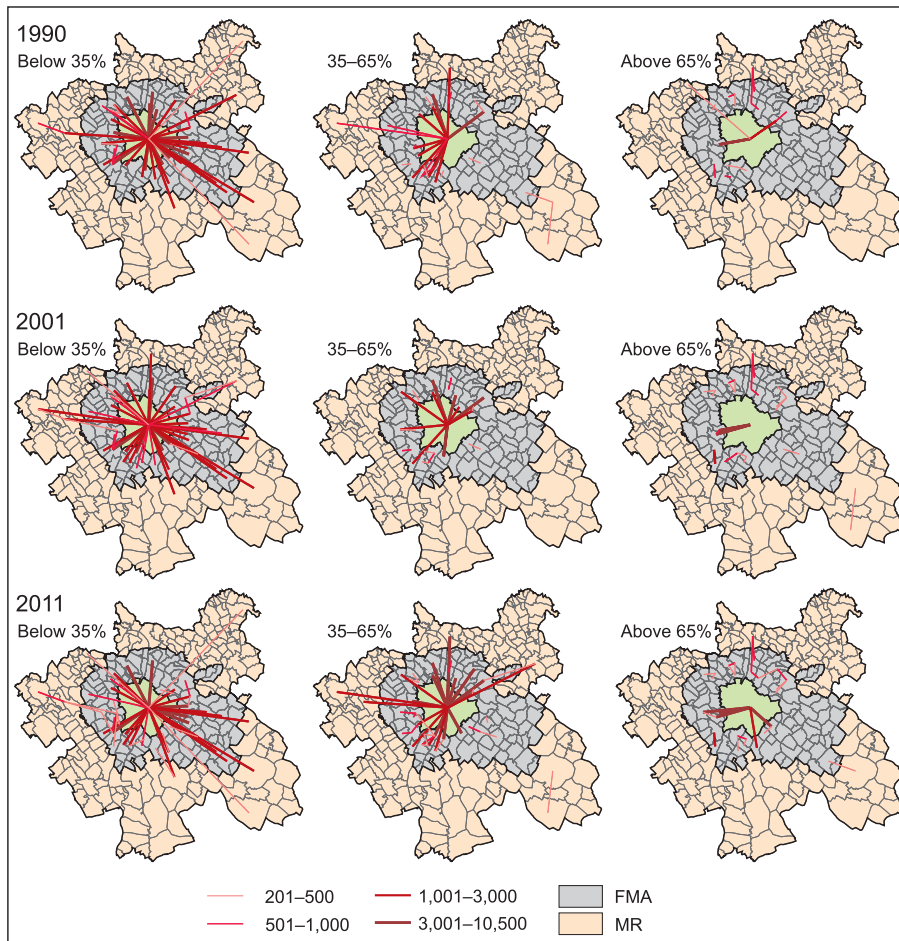 1990
Below 35%
35–65%
Above 65%
2001
Below 35%
35–65%
Above 65%
2011
Below 35%
35–65%
Above 65%
201–500
1,001–3,000
FMA
501–1,000
3,001–10,500
MR